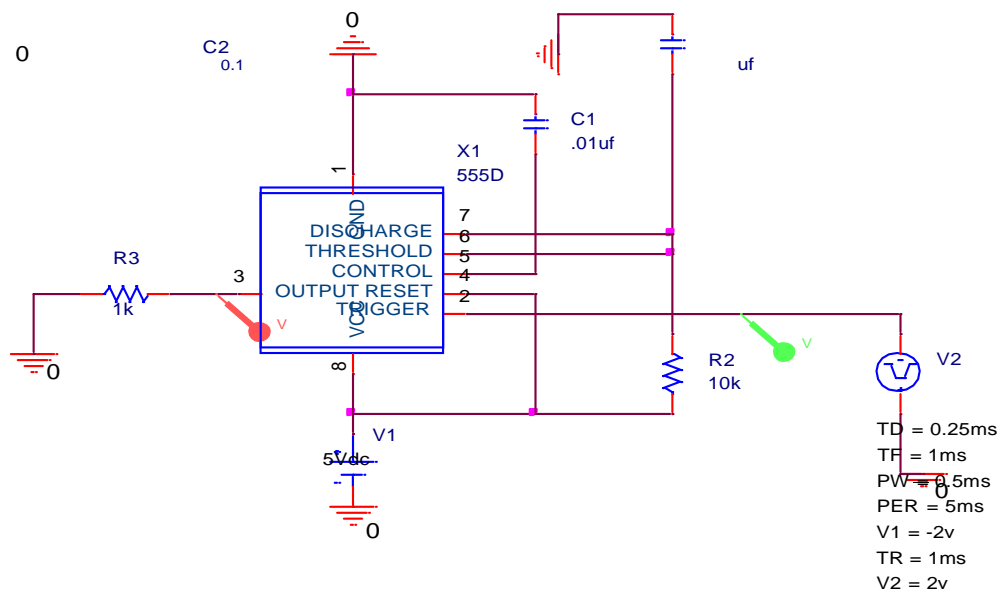 0
0
C2
0.1
uf
C1
.01uf
X1
555D
1
GND
DISCHARGE
THRESHOLD
CONTROL
OUTPUT RESET
TRIGGER
VCC
7
6
5
4
2
3
8
R3
1k
0
V
V
R2
10k
V2
V1
5Vdc
0
0
TD = 0.25ms
TF = 1ms
PW = 0.5ms
PER = 5ms
V1 = -2v
TR = 1ms
V2 = 2v